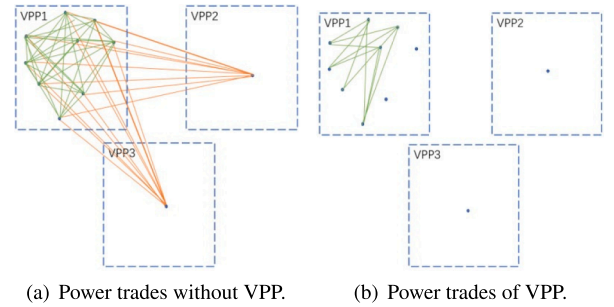 VPP1
VPP2
VPP3
VPP1
VPP2
VPP3
(a) Power trades without VPP.
(b) Power trades of VPP.